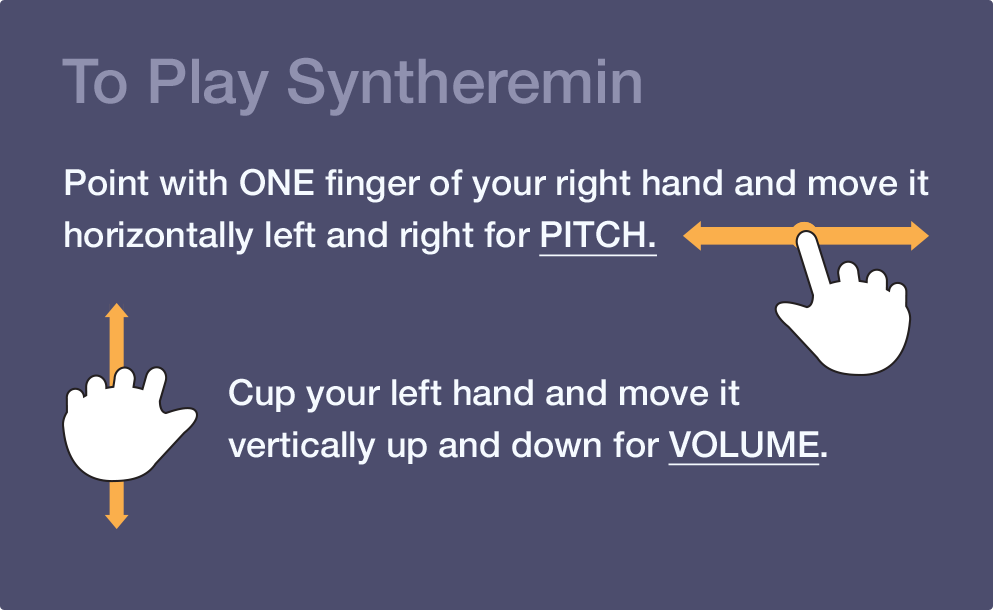 To Play Syntheremin
Point with ONE finger of your right hand and move it
horizontally left and right for PITCH.
Cup your left hand and move it
vertically up and down for VOLUME.